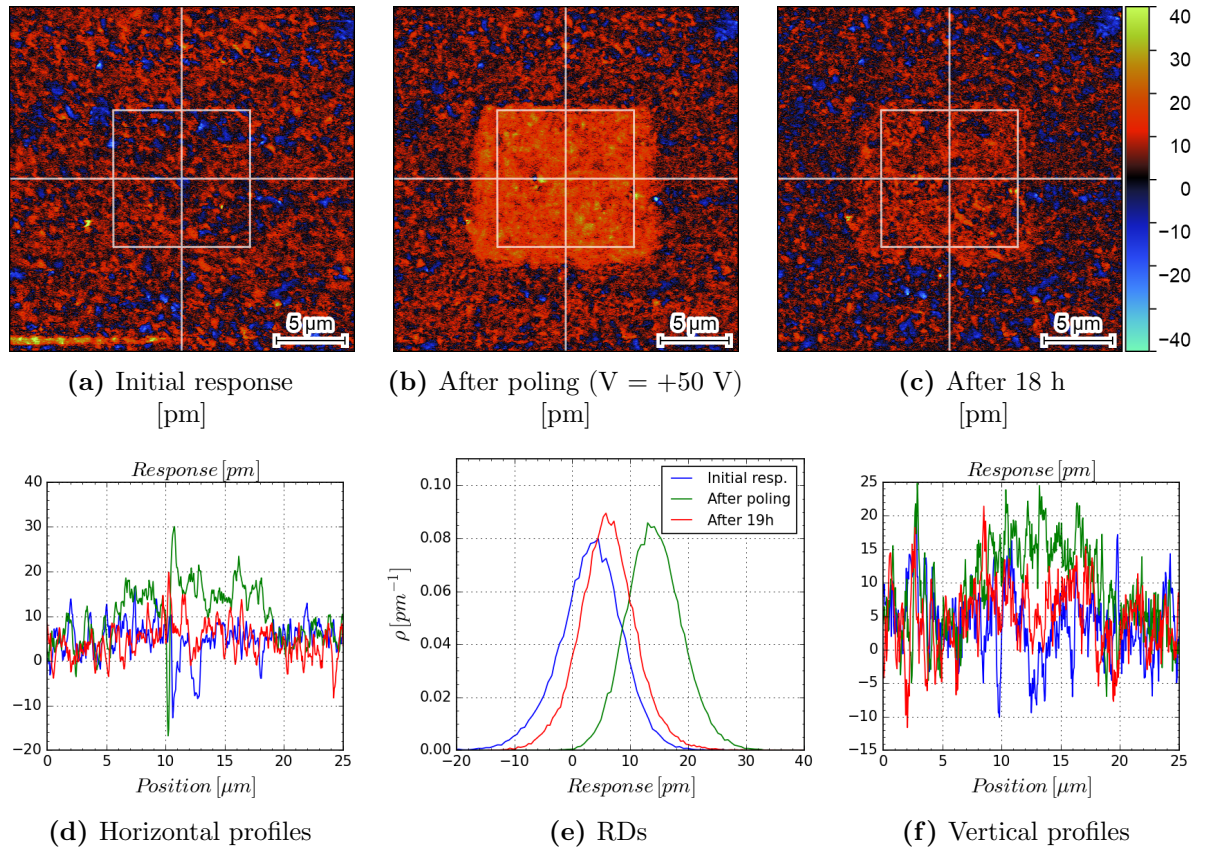 5 µm
5 µm
5 µm
40
30
20
10
0
−10
−20
−30
−40
(a) Initial response
[pm]
(b) After poling (V = +50 V)
[pm]
(c) After 18 h
[pm]
Response [pm]
40
30
20
10
0
−10
−20
0 5 10 15 20 25
Position [µm]
(d) Horizontal profiles
0.10
0.08
0.06
0.04
0.02
0.00
ρ [pm⁻¹]
Initial resp.
After poling
After 19h
−20 −10 0 10 20 30 40
Response [pm]
(e) RDs
Response [pm]
25
20
15
10
5
0
−5
−10
−15
0 5 10 15 20 25
Position [µm]
(f) Vertical profiles